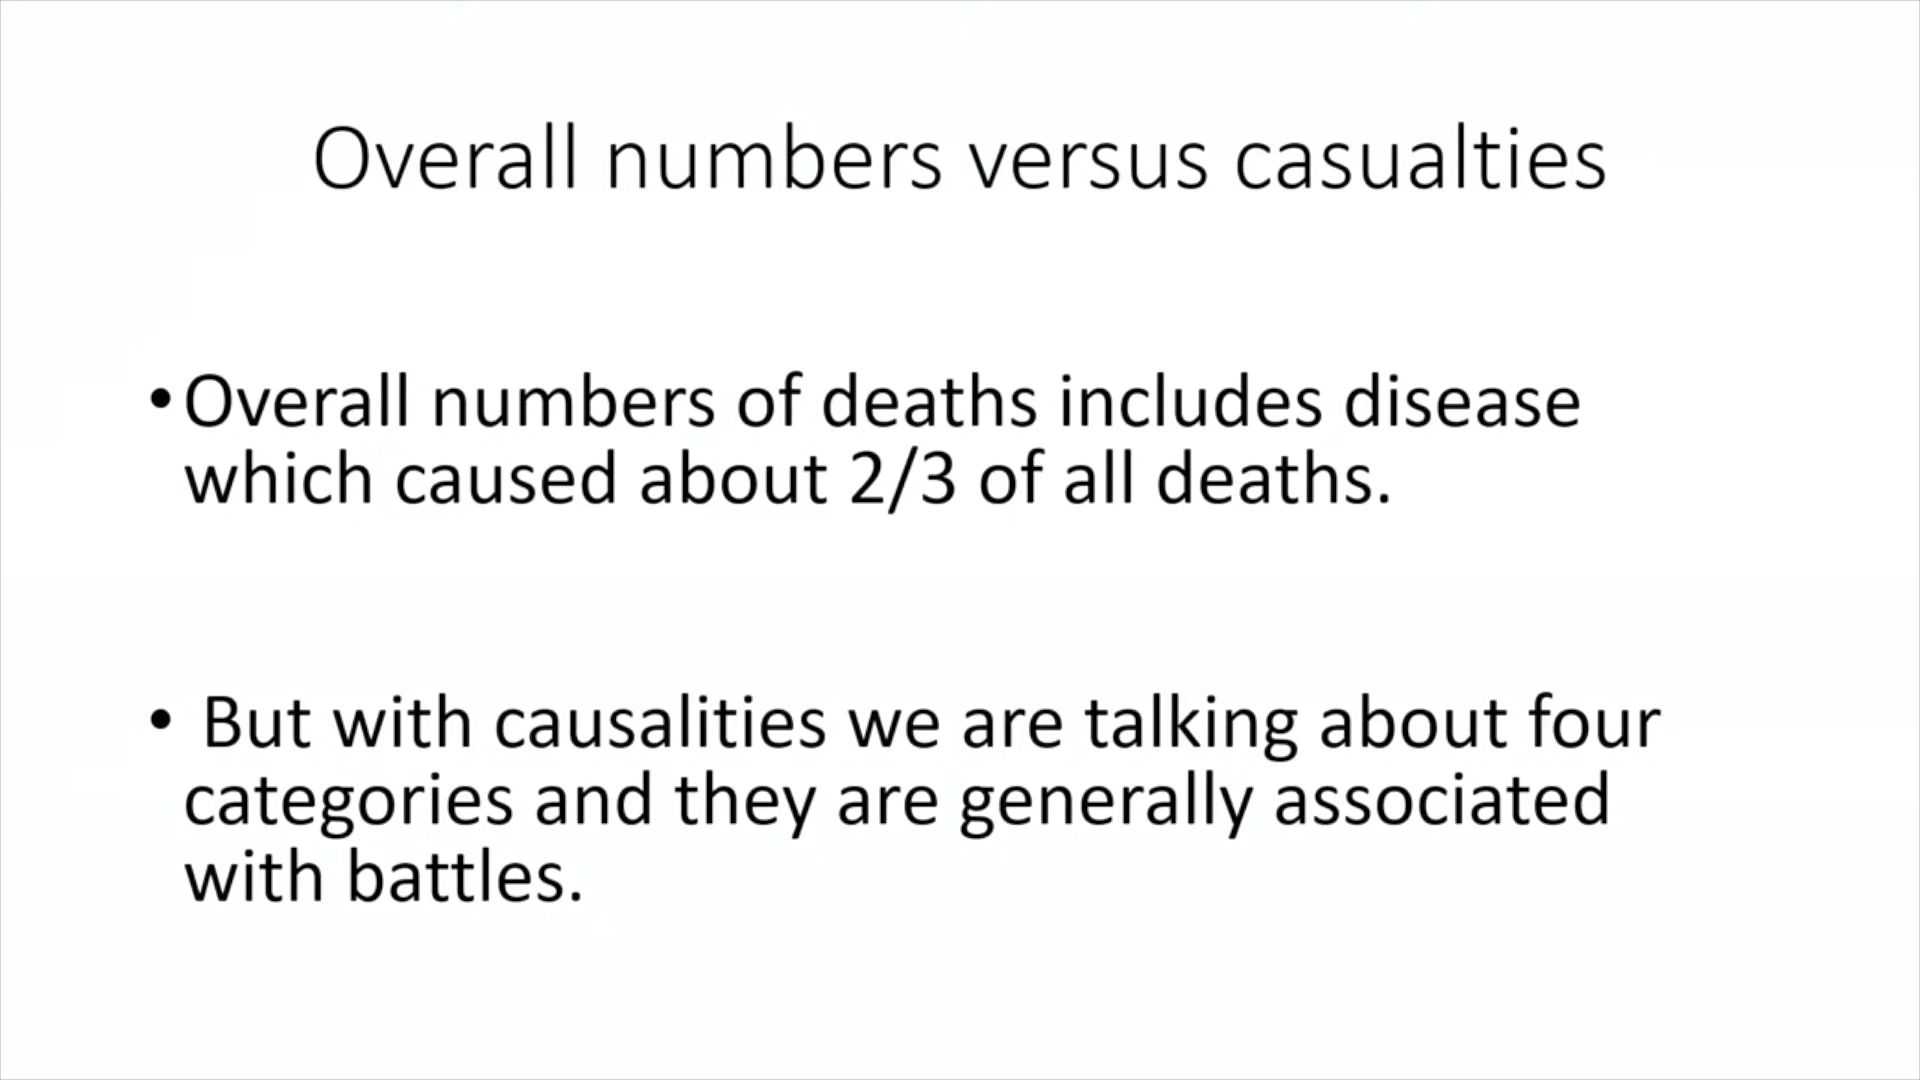 Overall numbers versus casualties
•Overall numbers of deaths includes disease
which caused about 2/3 of all deaths.
• But with causalities we are talking about four
categories and they are generally associated
with battles.